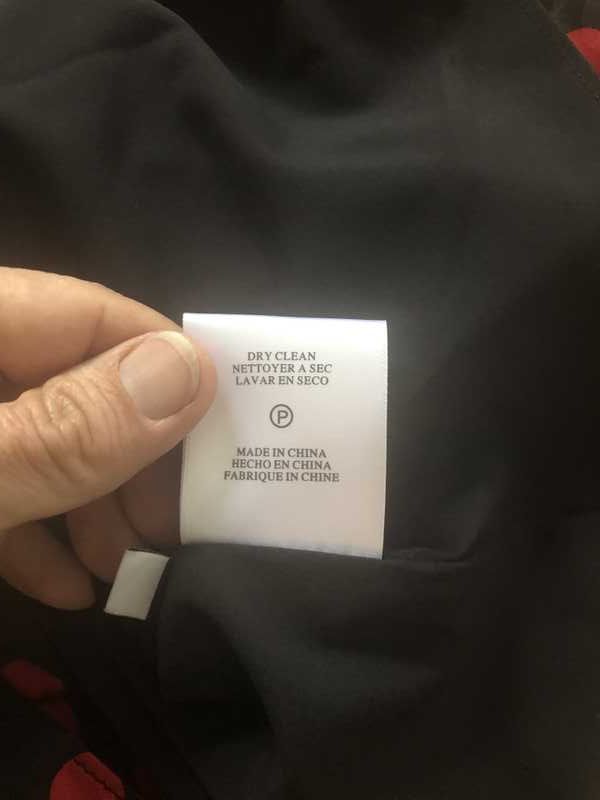 DRY CLEAN
NETTOYER A SEC
LAVAR EN SECO
P
MADE IN CHINA
HECHO EN CHINA
FABRIQUE IN CHINE